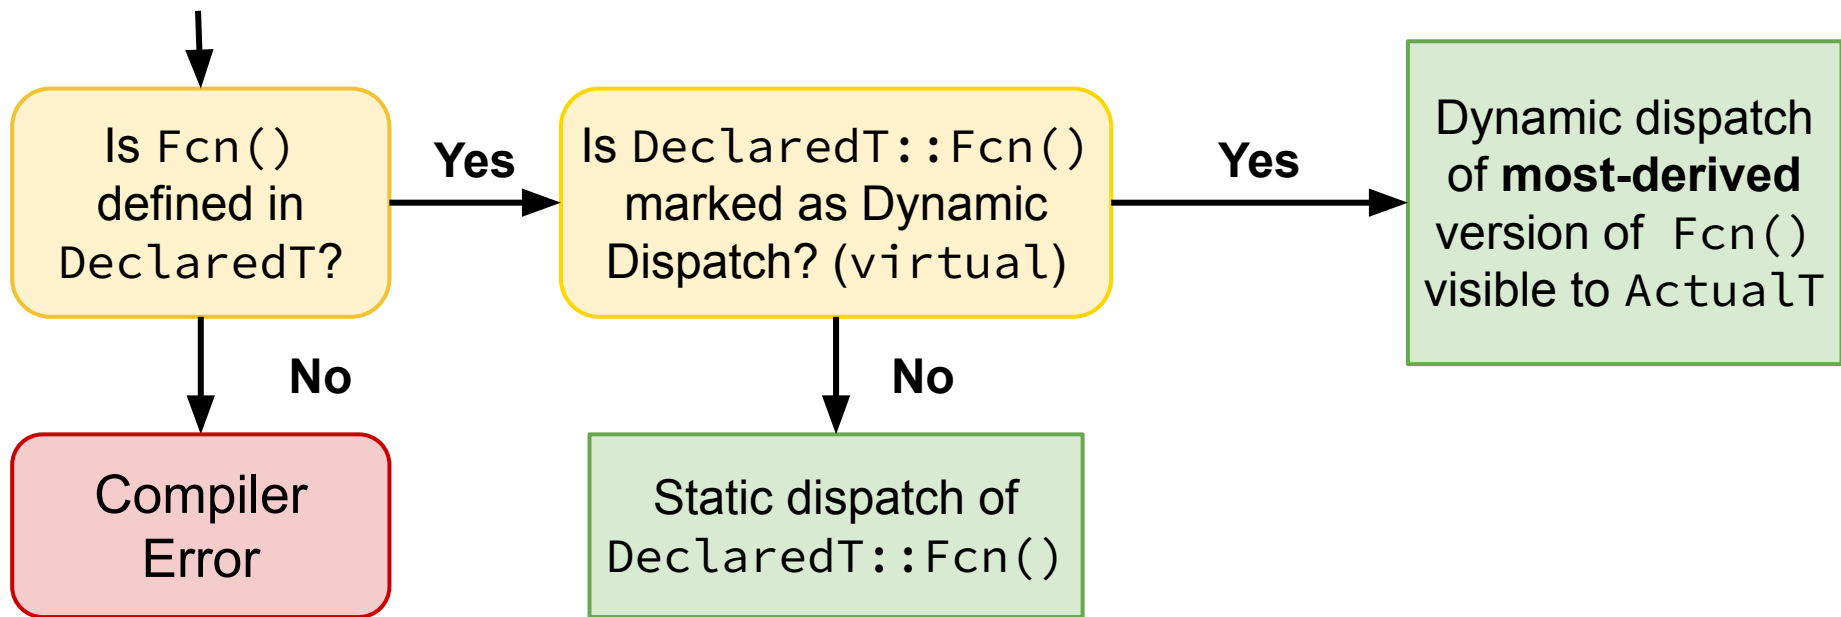 Is Fcn()
defined in
DeclaredT?
Yes
Is DeclaredT::Fcn()
marked as Dynamic
Dispatch? (virtual)
Yes
Dynamic dispatch
of most-derived
version of Fcn()
visible to ActualT
No
No
Compiler
Error
Static dispatch of
DeclaredT::Fcn()